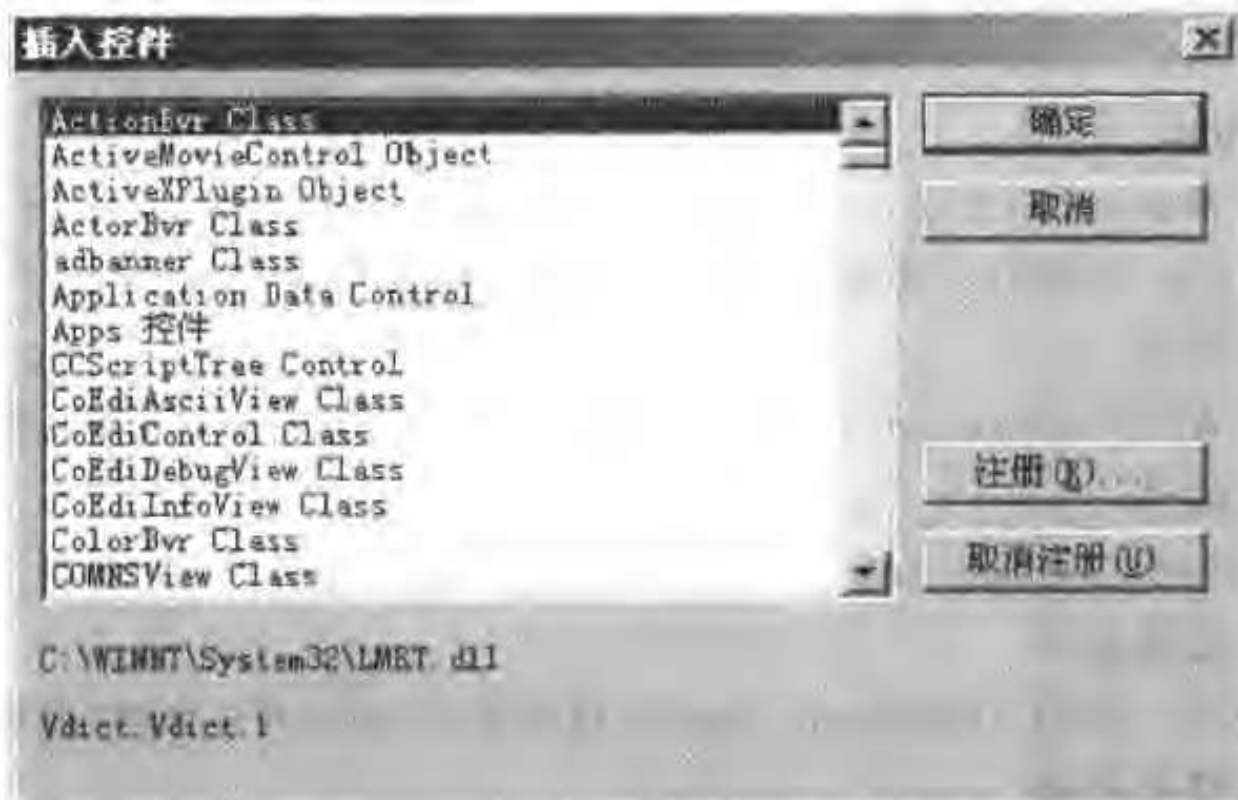 插入控件
ActionBvr Class
ActiveMovieControl Object
ActiveXPlugin Object
ActorBvr Class
adbanner Class
Application Data Control
Apps 控件
CCScriptTree Control
CoEdiAsciiView Class
CoEdiControl Class
CoEdiDebugView Class
CoEdiInfoView Class
ColorBvr Class
COMNSView Class
确定
取消
注册(R)...
取消注册(U)
C:\WINNT\System32\LMRT.dll
Vdict.Vdict.1